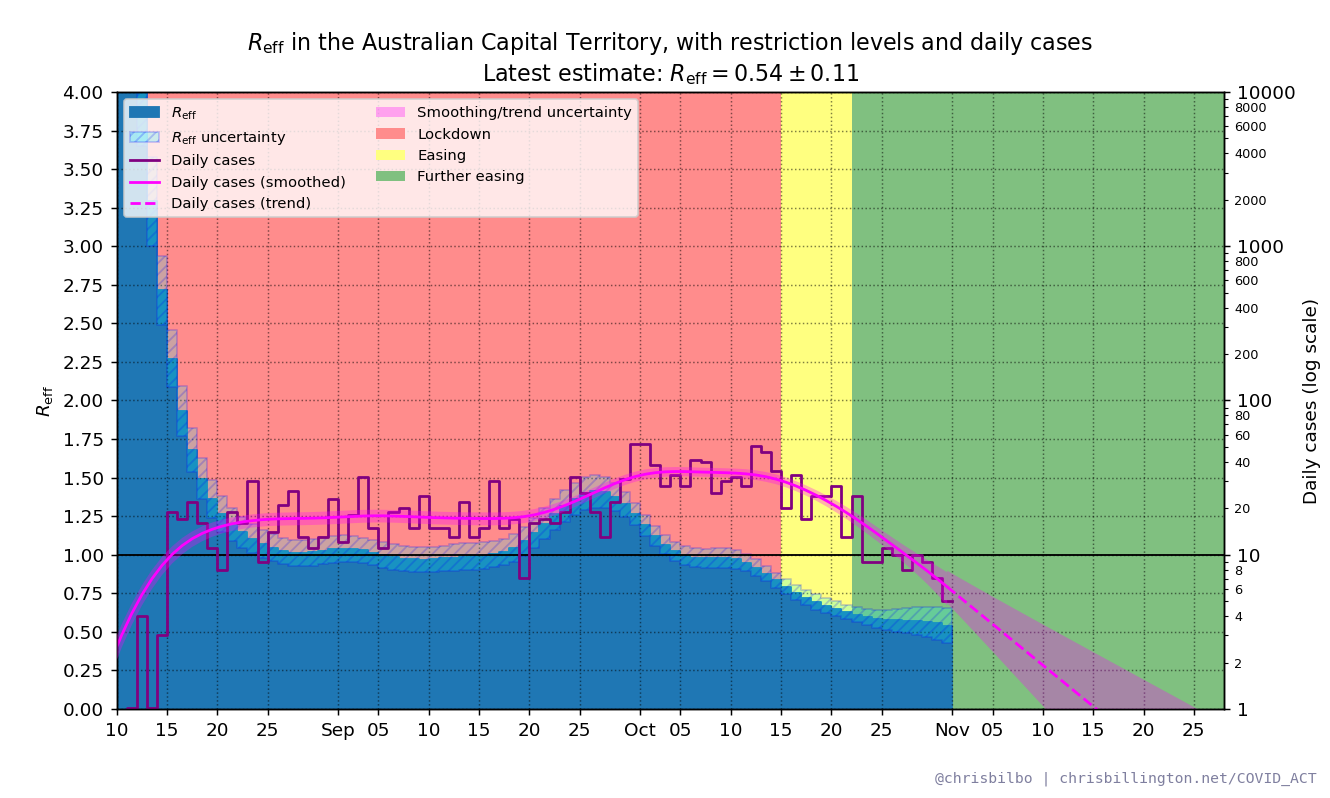 Reff in the Australian Capital Territory, with restriction levels and daily cases
Latest estimate: Reff = 0.54 ± 0.11
Reff
Reff uncertainty
Daily cases
Daily cases (smoothed)
Daily cases (trend)
Smoothing/trend uncertainty
Lockdown
Easing
Further easing
4.00
3.75
3.50
3.25
3.00
2.75
2.50
2.25
2.00
1.75
1.50
1.25
1.00
0.75
0.50
0.25
0.00
Reff
10000
8000
6000
4000
2000
1000
800
600
400
200
100
80
60
40
20
10
8
6
4
2
1
Daily cases (log scale)
10 15 20 25 Sep 05 10 15 20 25 Oct 05 10 15 20 25 Nov 05 10 15 20 25
@chrisbilbo | chrisbillington.net/COVID_ACT